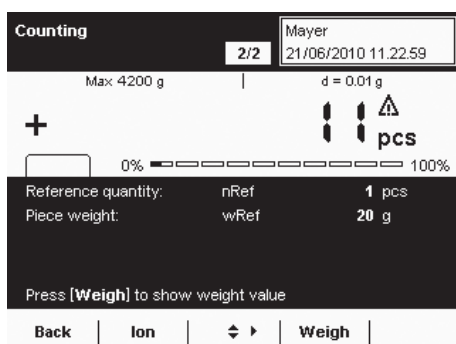 Counting
2/2
Mayer
21/06/2010 11.22.59
Max 4200 g d = 0.01 g
+ 11 pcs
0% 100%
Reference quantity: nRef 1 pcs
Piece weight: wRef 20 g
Press [Weigh] to show weight value
Back Ion Weigh